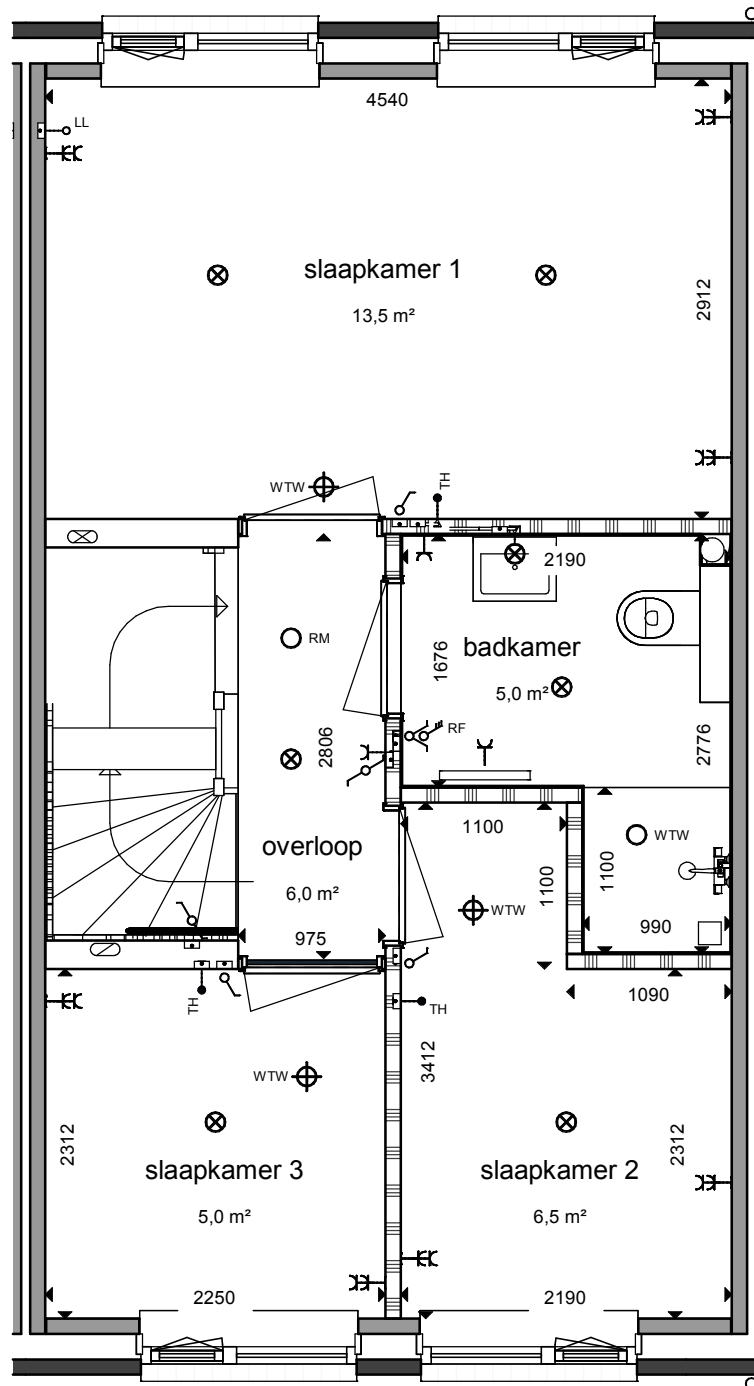 4540
LL
slaapkamer 1
13,5 m²
2912
WTW
TH
2190
RM
badkamer
1676
5,0 m²
RF
2806
2776
1100
WTW
overloop
1100
1100
6,0 m²
WTW
990
975
1090
TH
TH
3412
WTW
2312
2312
slaapkamer 3
slaapkamer 2
5,0 m²
6,5 m²
2250
2190